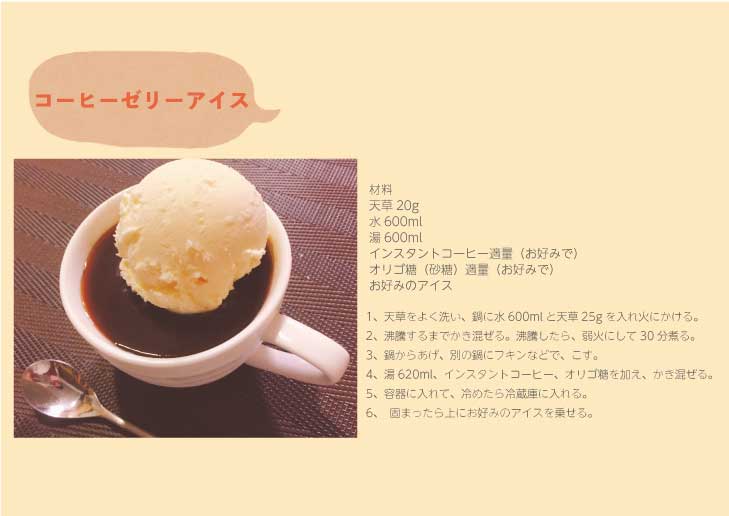 コーヒーゼリーアイス
材料
天草 20g
水 600ml
湯 600ml
インスタントコーヒー適量（お好みで）
オリゴ糖（砂糖）適量（お好みで）
お好みのアイス
1、天草をよく洗い、鍋に水 600ml と天草 25g を入れ火にかける。
2、沸騰するまでかき混ぜる。沸騰したら、弱火にして 30 分煮る。
3、鍋からあげ、別の鍋にフキンなどで、こす。
4、湯 620ml、インスタントコーヒー、オリゴ糖を加え、かき混ぜる。
5、容器に入れて、冷めたら冷蔵庫に入れる。
6、 固まったら上にお好みのアイスを乗せる。